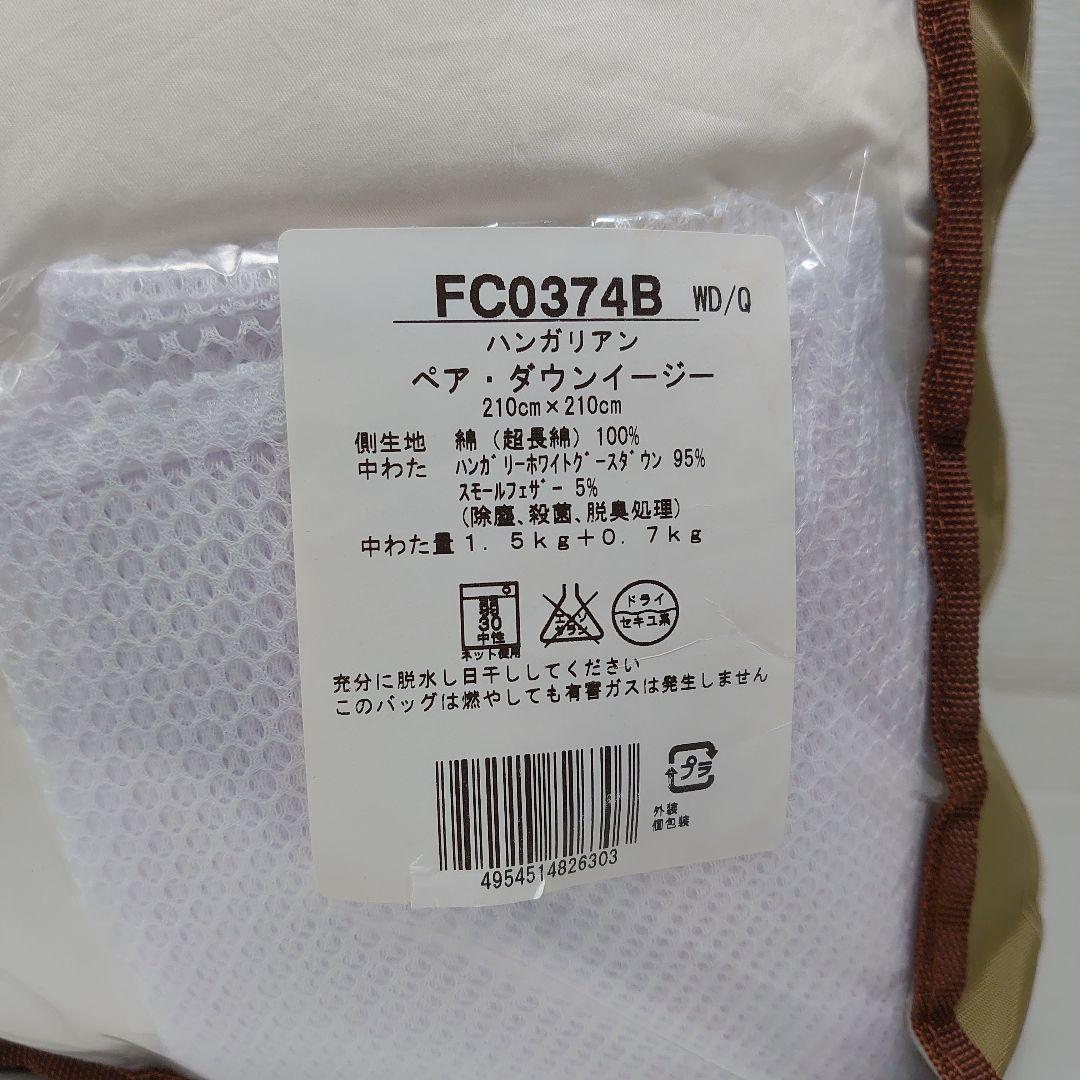 FC0374B WD/Q
ハンガリアン
ペア・ダウンイージー
210cm×210cm
側生地 綿(超長綿)100%
中わた ﾊﾝｶﾞﾘｰﾎﾜｲﾄｸﾞｰｽﾀﾞｳﾝ 95%
ｽﾓｰﾙﾌｪｻﾞｰ 5%
(除塵、殺菌、脱臭処理)
中わた量1.5kg+0.7kg
30
中性
ネット使用
エンソ
サラシ
ドライ
セキユ系
充分に脱水し日干ししてください
このバッグは燃やしても有害ガスは発生しません
プラ
外装
個包装
4954514826303